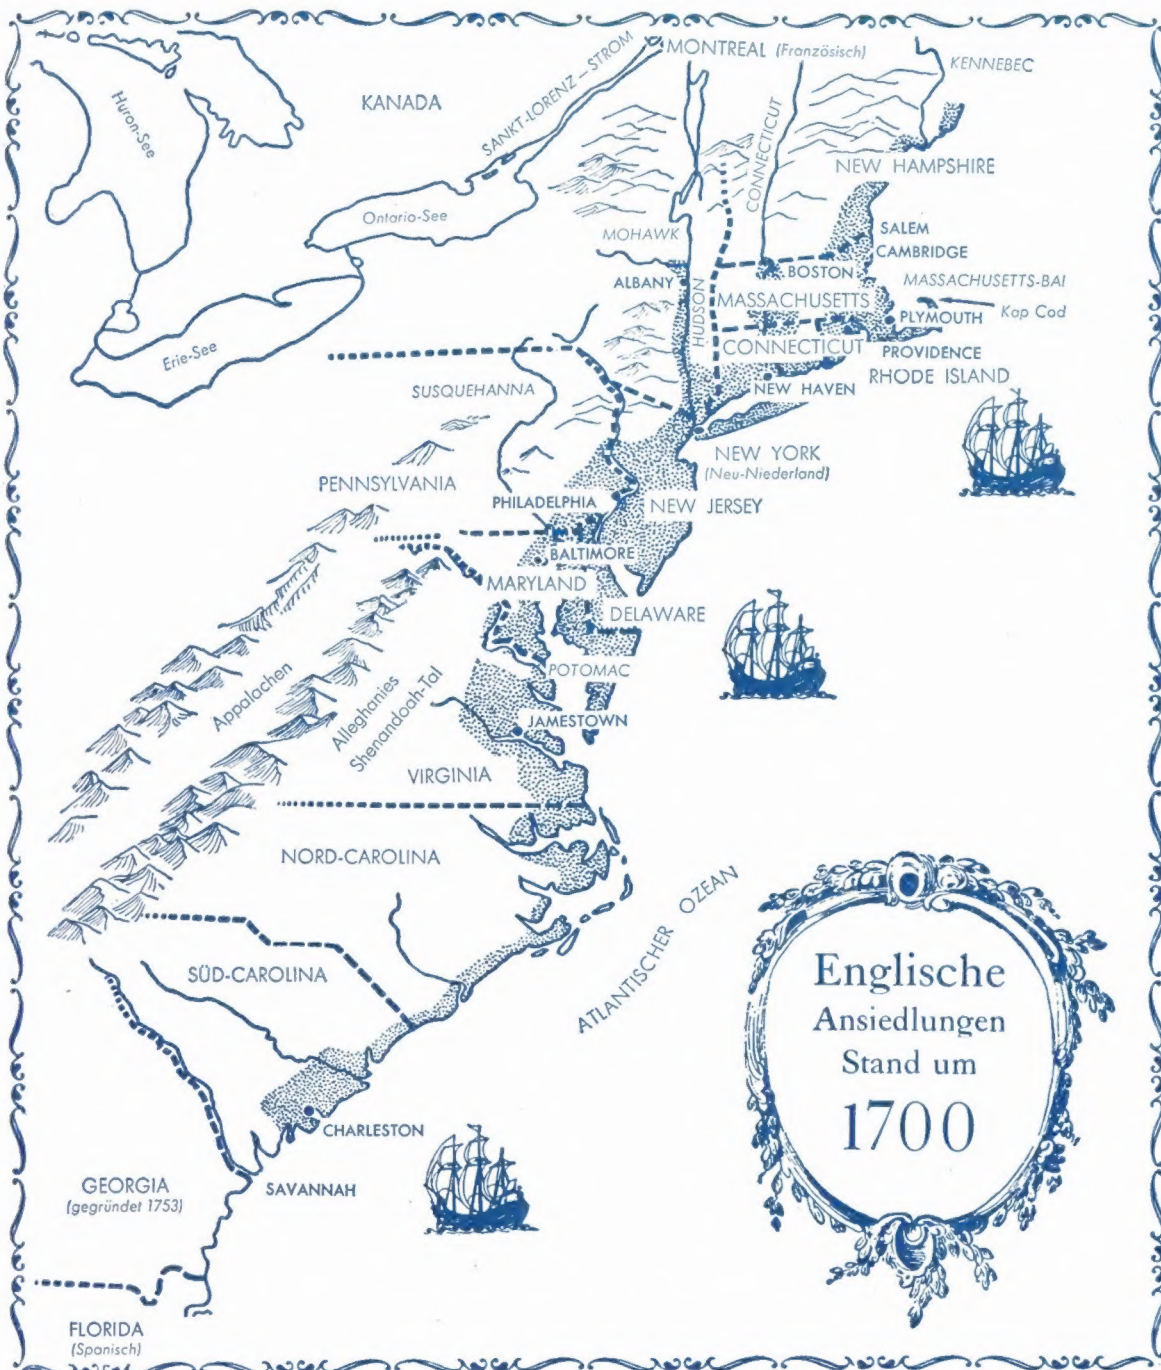 MONTREAL (Französisch)
KENNEBEC
SANKT-LORENZ – STROM
KANADA
Huron-See
CONNECTICUT
NEW HAMPSHIRE
Ontario-See
MOHAWK
SALEM
CAMBRIDGE
BOSTON
ALBANY
HUDSON
MASSACHUSETTS
MASSACHUSETTS-BAI
Kap Cod
PLYMOUTH
Erie-See
CONNECTICUT
PROVIDENCE
RHODE ISLAND
SUSQUEHANNA
NEW HAVEN
NEW YORK
(Neu-Niederland)
PENNSYLVANIA
PHILADELPHIA
NEW JERSEY
BALTIMORE
MARYLAND
DELAWARE
POTOMAC
Appalachen
Alleghanies
Shenandoah-Tal
JAMESTOWN
VIRGINIA
NORD-CAROLINA
ATLANTISCHER OZEAN
SÜD-CAROLINA
Englische
Ansiedlungen
Stand um
1700
CHARLESTON
GEORGIA
(gegründet 1753)
SAVANNAH
FLORIDA
(Spanisch)